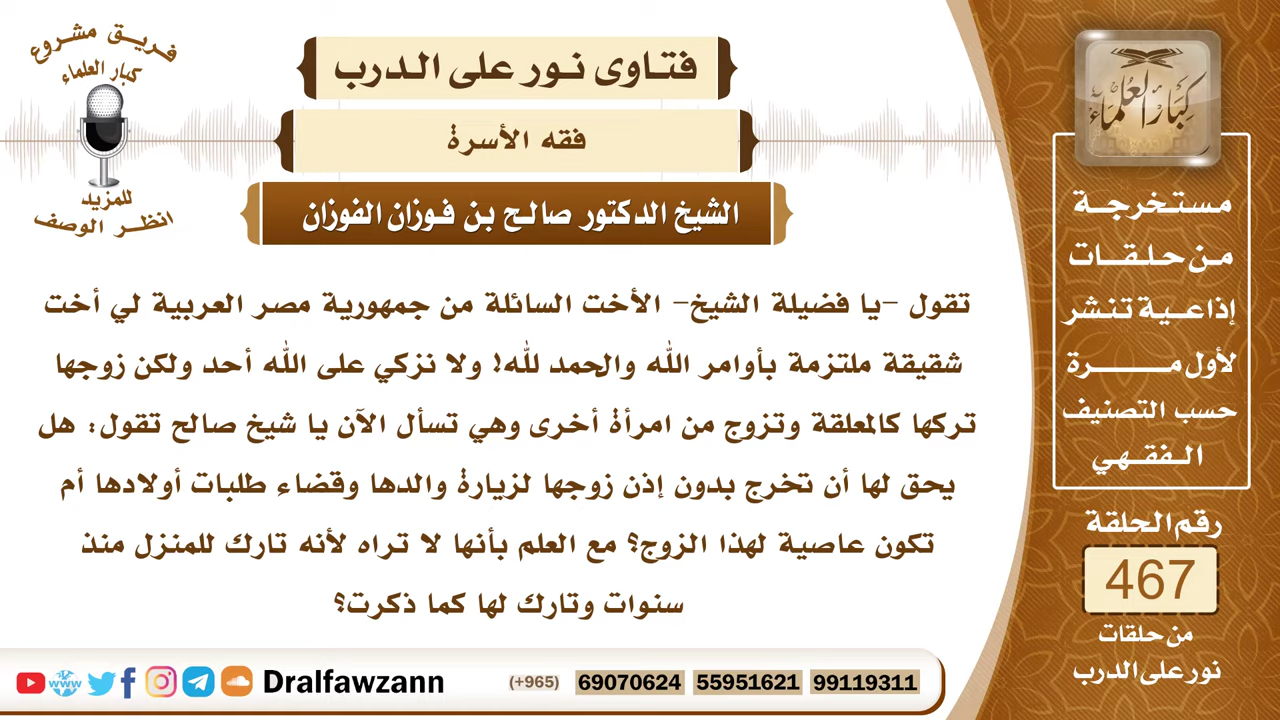 فريق مشروع
كبار العلماء
للمزيد
انظر الوصف
فتاوى نور على الدرب
فقه الأسرة
الشيخ الدكتور صالح بن فوزان الفوزان
تقول -يا فضيلة الشيخ- الأخت السائلة من جمهورية مصر العربية لي أخت
شقيقة ملتزمة بأوامر الله والحمد لله! ولا نزكي على الله أحد ولكن زوجها
تركها كالمعلقة وتزوج من امرأة أخرى وهي تسأل الآن يا شيخ صالح تقول: هل
يحق لها أن تخرج بدون إذن زوجها لزيارة والدها وقضاء طلبات أولادها أم
تكون عاصية لهذا الزوج؟ مع العلم بأنها لا تراه لأنه تارك للمنزل منذ
سنوات وتارك لها كما ذكرت؟
كبار العلماء
مستخرجة
من حلقات
إذاعية تنشر
لأول مرة
حسب التصنيف
الفقهي
رقم الحلقة
467
من حلقات
نور على الدرب
www Dralfawzann (+965) 69070624 55951621 99119311